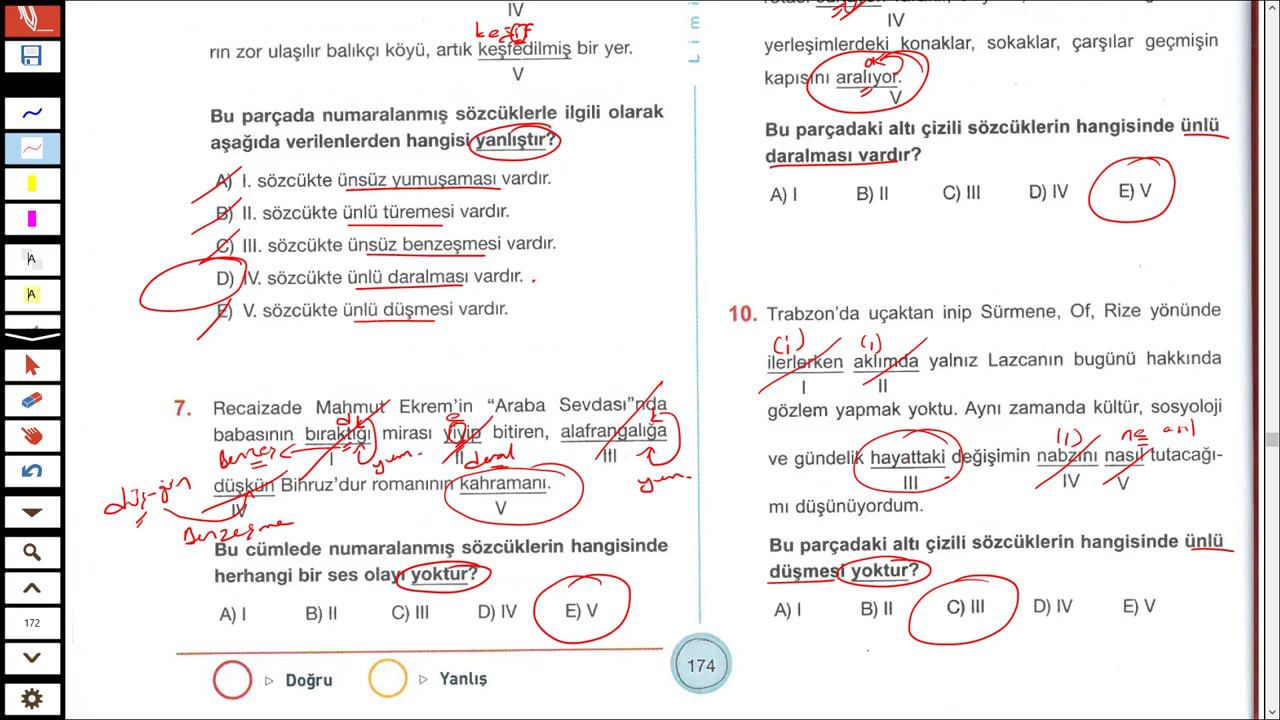 IV
keşif
rın zor ulaşılır balıkçı köyü, artık keşfedilmiş bir yer.
V
Bu parçada numaralanmış sözcüklerle ilgili olarak
aşağıda verilenlerden hangisi yanlıştır?
A) I. sözcükte ünsüz yumuşaması vardır.
B) II. sözcükte ünlü türemesi vardır.
C) III. sözcükte ünsüz benzeşmesi vardır.
D) IV. sözcükte ünlü daralması vardır.
E) V. sözcükte ünlü düşmesi vardır.
7. Recaizade Mahmut Ekrem'in "Araba Sevdası"nda
babasının bıraktığı mirası yiyip bitiren, alafrangalığa
I II III
Benzeş yum. daral yum.
düşkün Bihruz'dur romanının kahramanı.
IV V
düş-gün
Benzeşme
Bu cümlede numaralanmış sözcüklerin hangisinde
herhangi bir ses olayı yoktur?
A) I B) II C) III D) IV E) V
Doğru
Yanlış
174
IV
yerleşimlerdeki konaklar, sokaklar, çarşılar geçmişin
kapısını aralıyor.
a
V
Bu parçadaki altı çizili sözcüklerin hangisinde ünlü
daralması vardır?
A) I B) II C) III D) IV E) V
10. Trabzon'da uçaktan inip Sürmene, Of, Rize yönünde
(i) (ı)
ilerlerken aklımda yalnız Lazcanın bugünü hakkında
I II
gözlem yapmak yoktu. Aynı zamanda kültür, sosyoloji
(ı) ne asıl
ve gündelik hayattaki değişimin nabzını nasıl tutacağı-
III IV V
mı düşünüyordum.
Bu parçadaki altı çizili sözcüklerin hangisinde ünlü
düşmesi yoktur?
A) I B) II C) III D) IV E) V
A
A
172